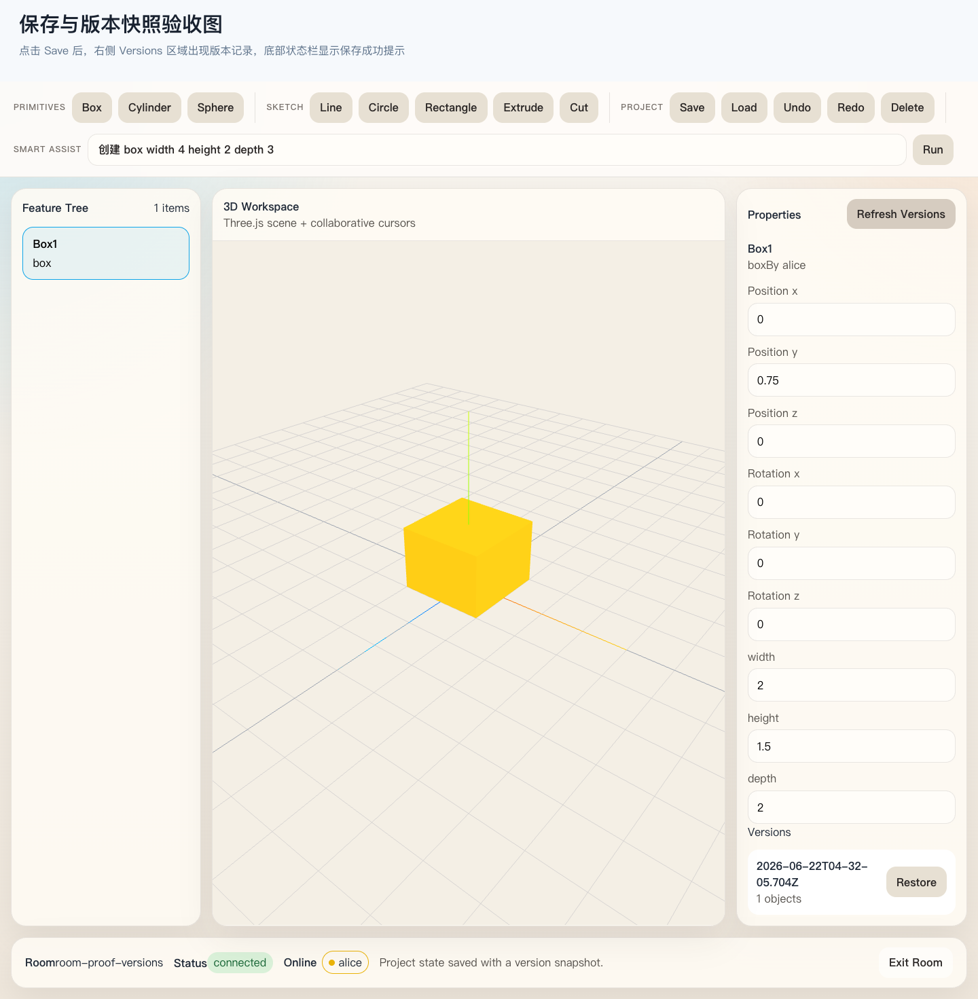 保存与版本快照验收图
点击 Save 后，右侧 Versions 区域出现版本记录，底部状态栏显示保存成功提示
PRIMITIVES Box Cylinder Sphere SKETCH Line Circle Rectangle Extrude Cut PROJECT Save Load Undo Redo Delete
SMART ASSIST 创建 box width 4 height 2 depth 3 Run
Feature Tree 1 items
Box1
box
3D Workspace
Three.js scene + collaborative cursors
Properties Refresh Versions
Box1
boxBy alice
Position x
0
Position y
0.75
Position z
0
Rotation x
0
Rotation y
0
Rotation z
0
width
2
height
1.5
depth
2
Versions
2026-06-22T04-32-
05.704Z
1 objects
Restore
Roomroom-proof-versions Status connected Online alice Project state saved with a version snapshot. Exit Room